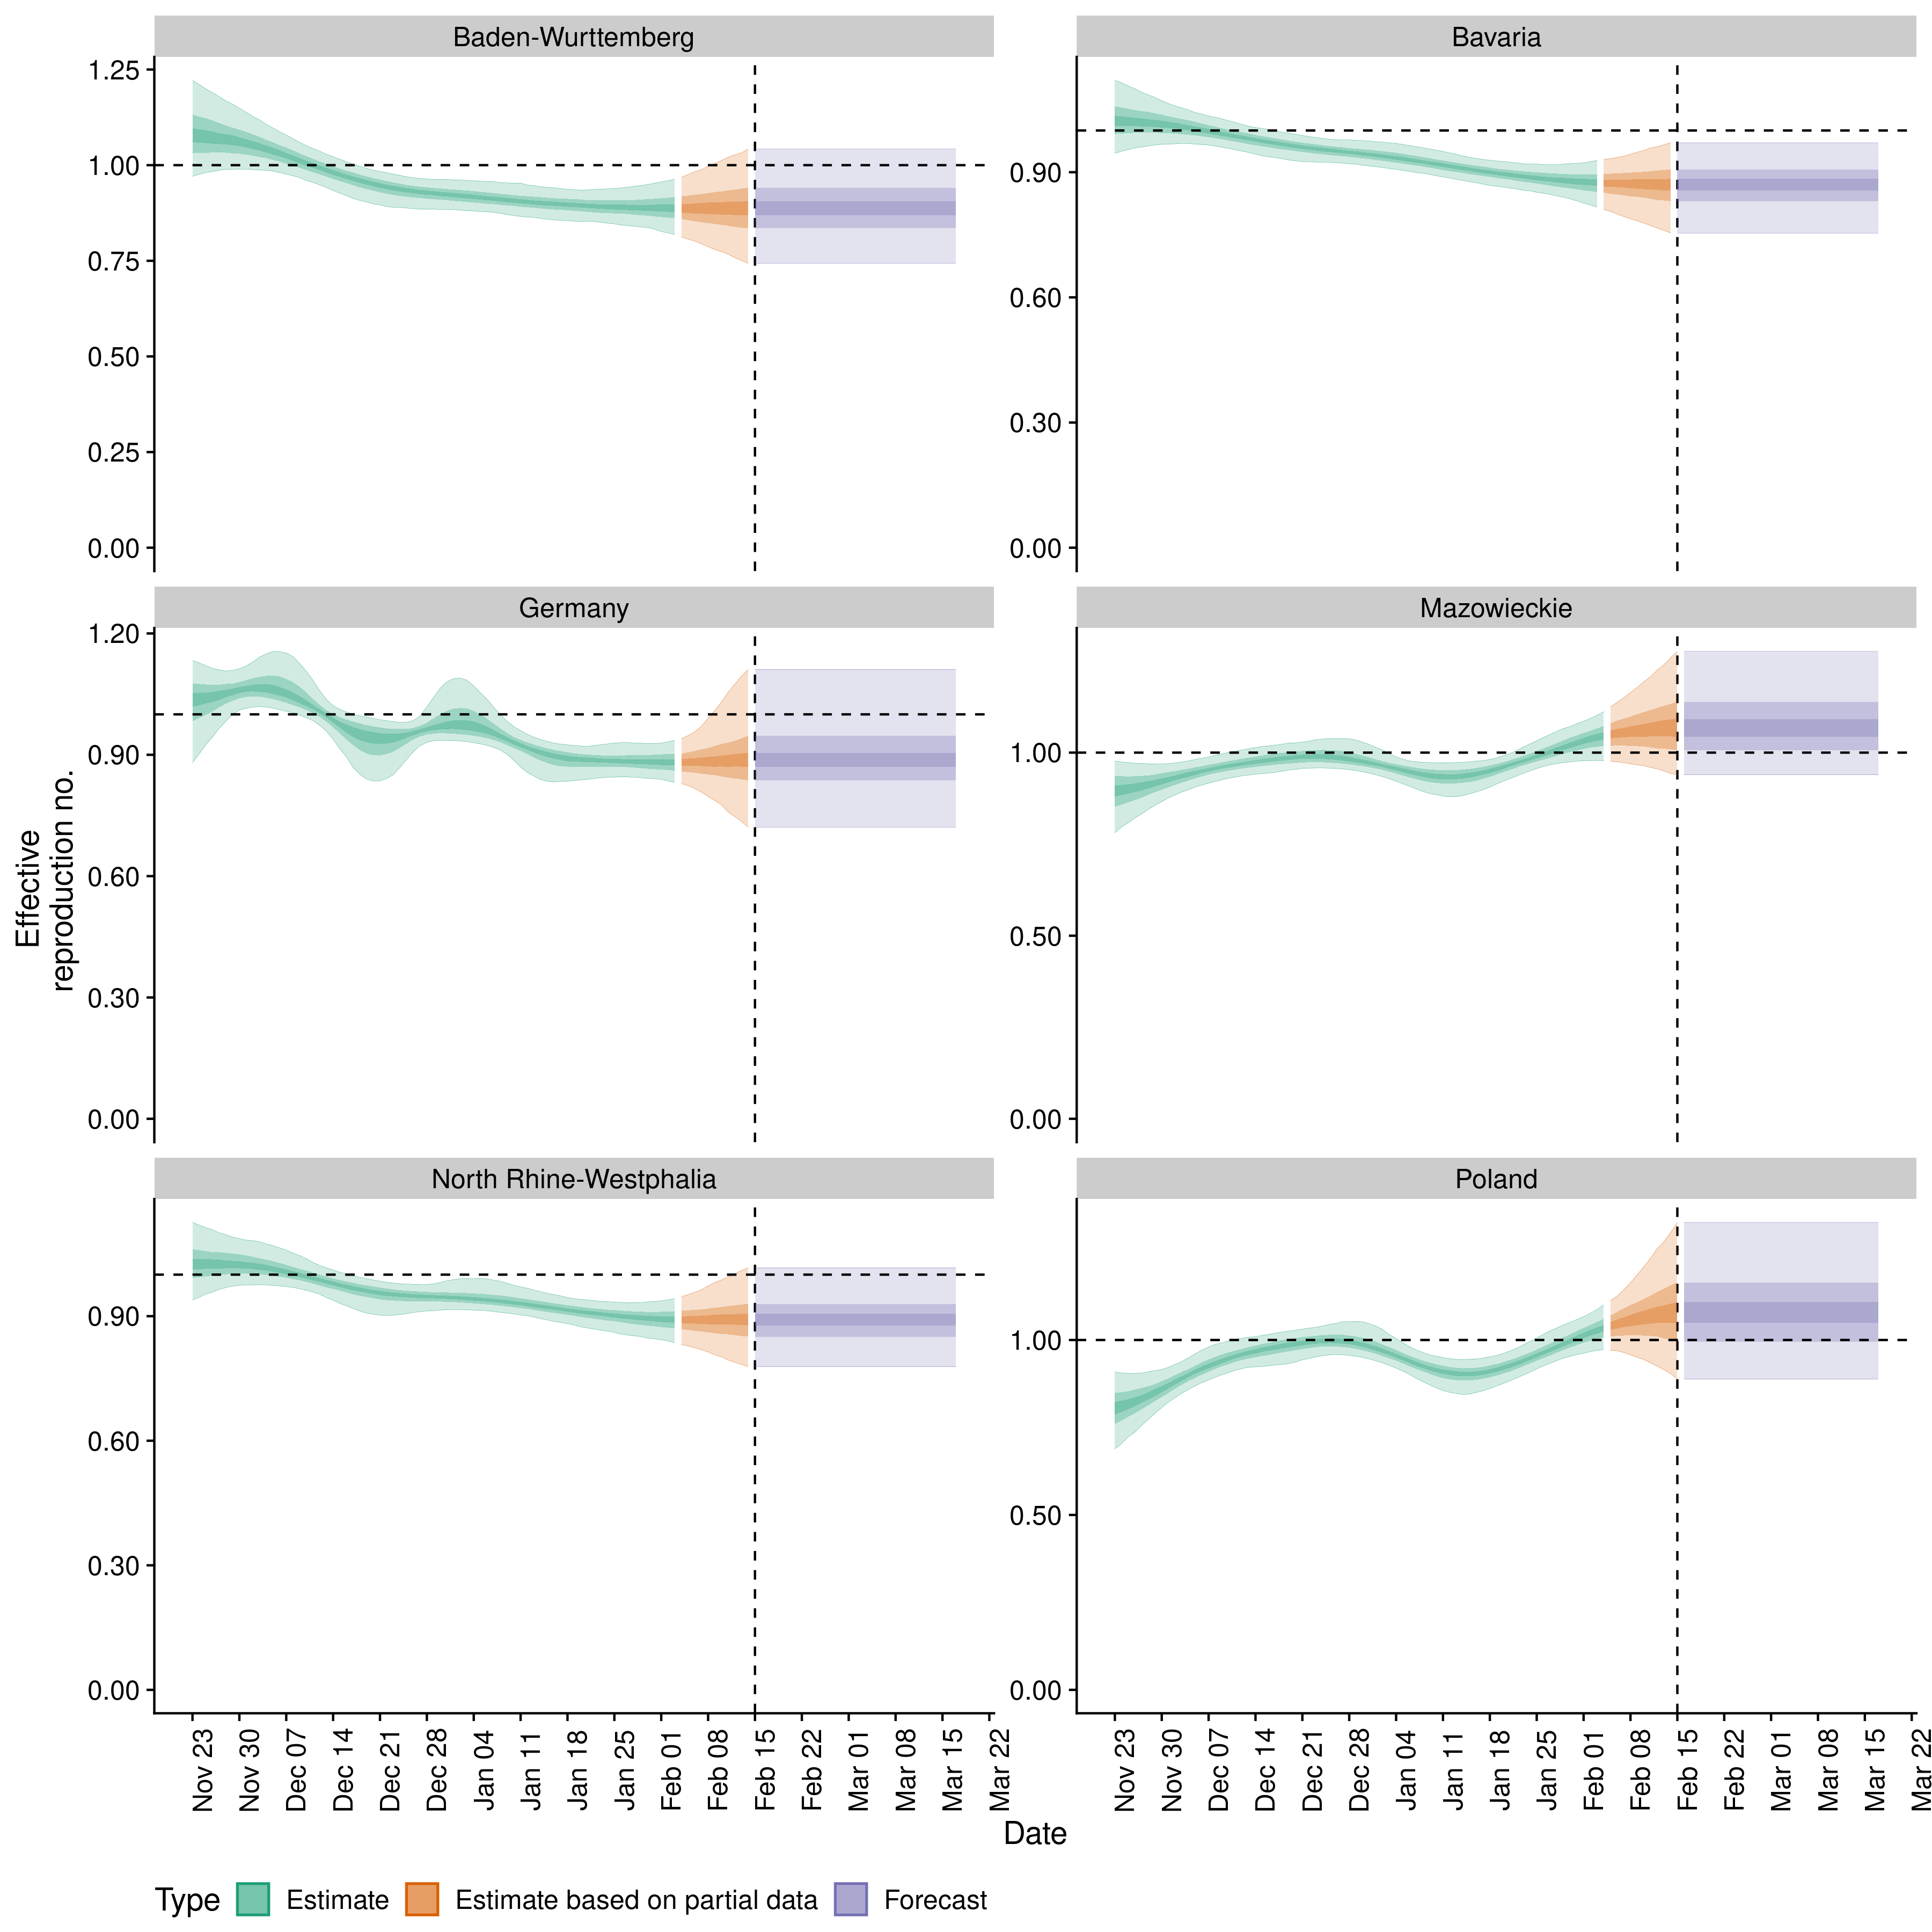 Baden-Wurttemberg
1.25
1.00
0.75
0.50
0.25
0.00
Bavaria
0.90
0.60
0.30
0.00
Germany
1.20
0.90
0.60
0.30
0.00
Mazowieckie
1.00
0.50
0.00
North Rhine-Westphalia
0.90
0.60
0.30
0.00
Poland
1.00
0.50
0.00
Effective
reproduction no.
Nov 23
Nov 30
Dec 07
Dec 14
Dec 21
Dec 28
Jan 04
Jan 11
Jan 18
Jan 25
Feb 01
Feb 08
Feb 15
Feb 22
Mar 01
Mar 08
Mar 15
Mar 22
Nov 23
Nov 30
Dec 07
Dec 14
Dec 21
Dec 28
Jan 04
Jan 11
Jan 18
Jan 25
Feb 01
Feb 08
Feb 15
Feb 22
Mar 01
Mar 08
Mar 15
Mar 22
Date
Type Estimate Estimate based on partial data Forecast